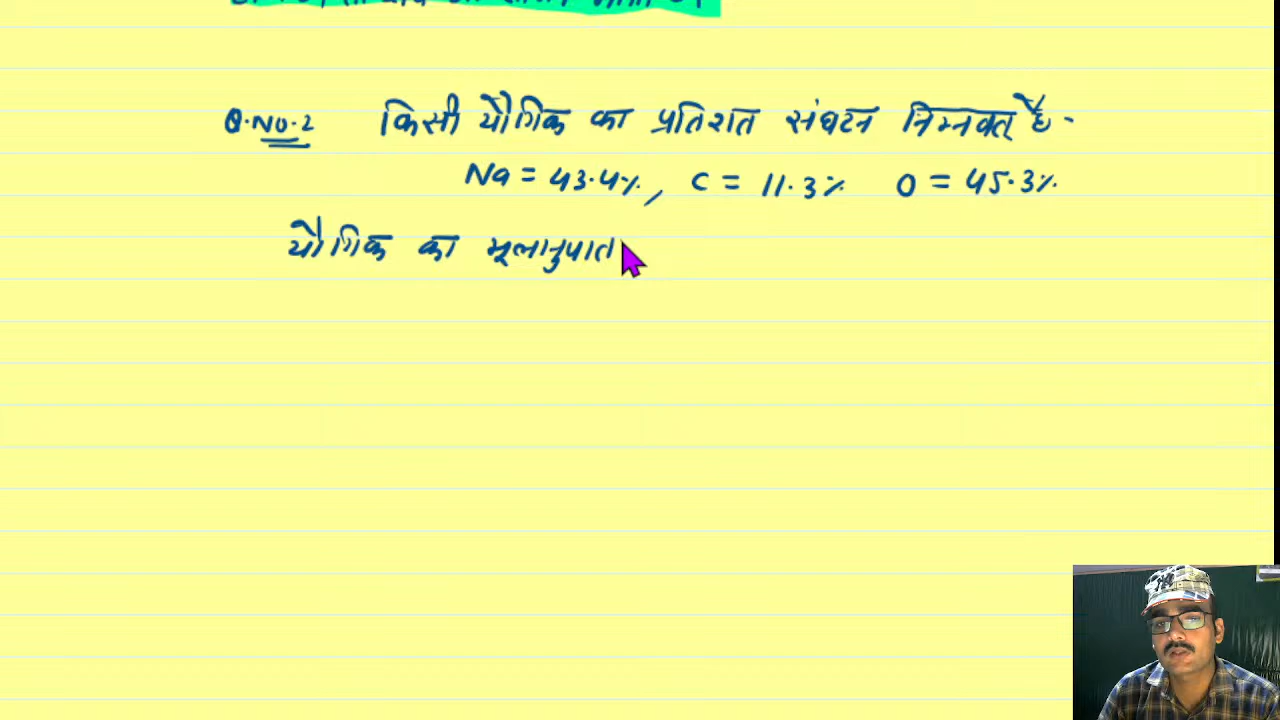 Q.No.2 किसी यौगिक का प्रतिशत संघटन निम्नवत् है -
Na = 43.4%, C = 11.3% O = 45.3%
यौगिक का मूलानुपात